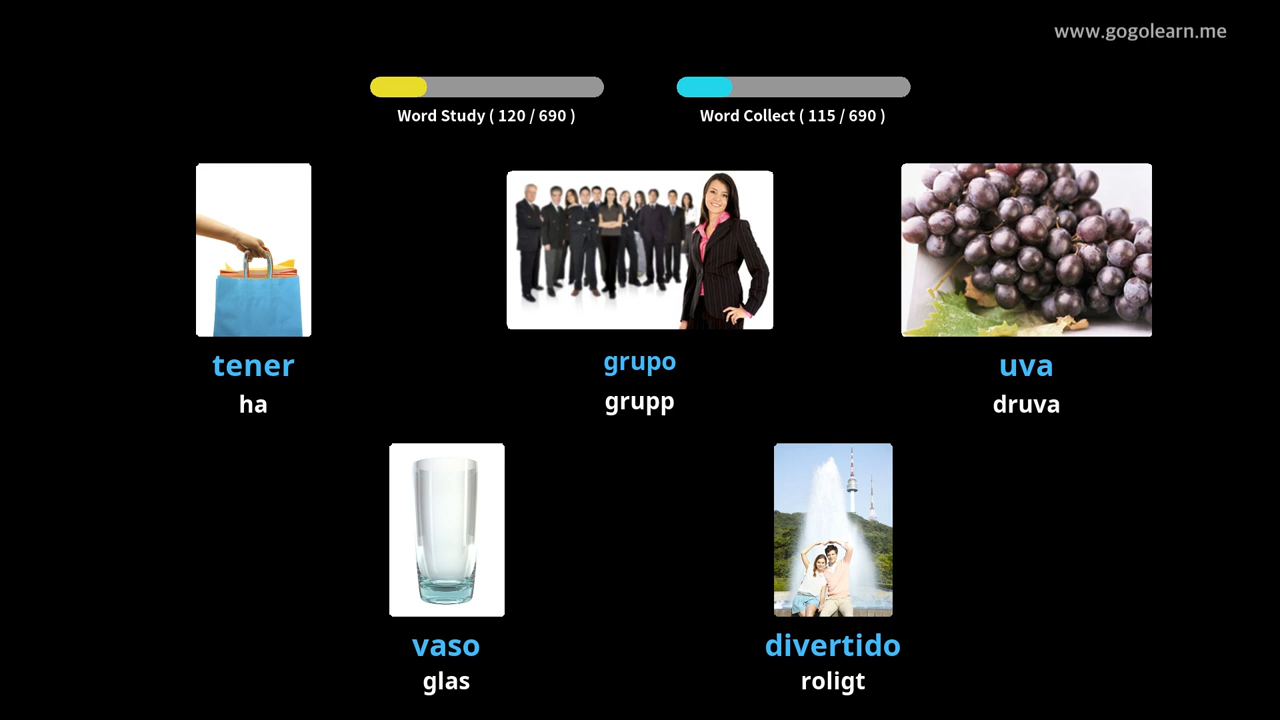 www.gogolearn.me
Word Study ( 120 / 690 )
Word Collect ( 115 / 690 )
tener
ha
grupo
grupp
uva
druva
vaso
glas
divertido
roligt